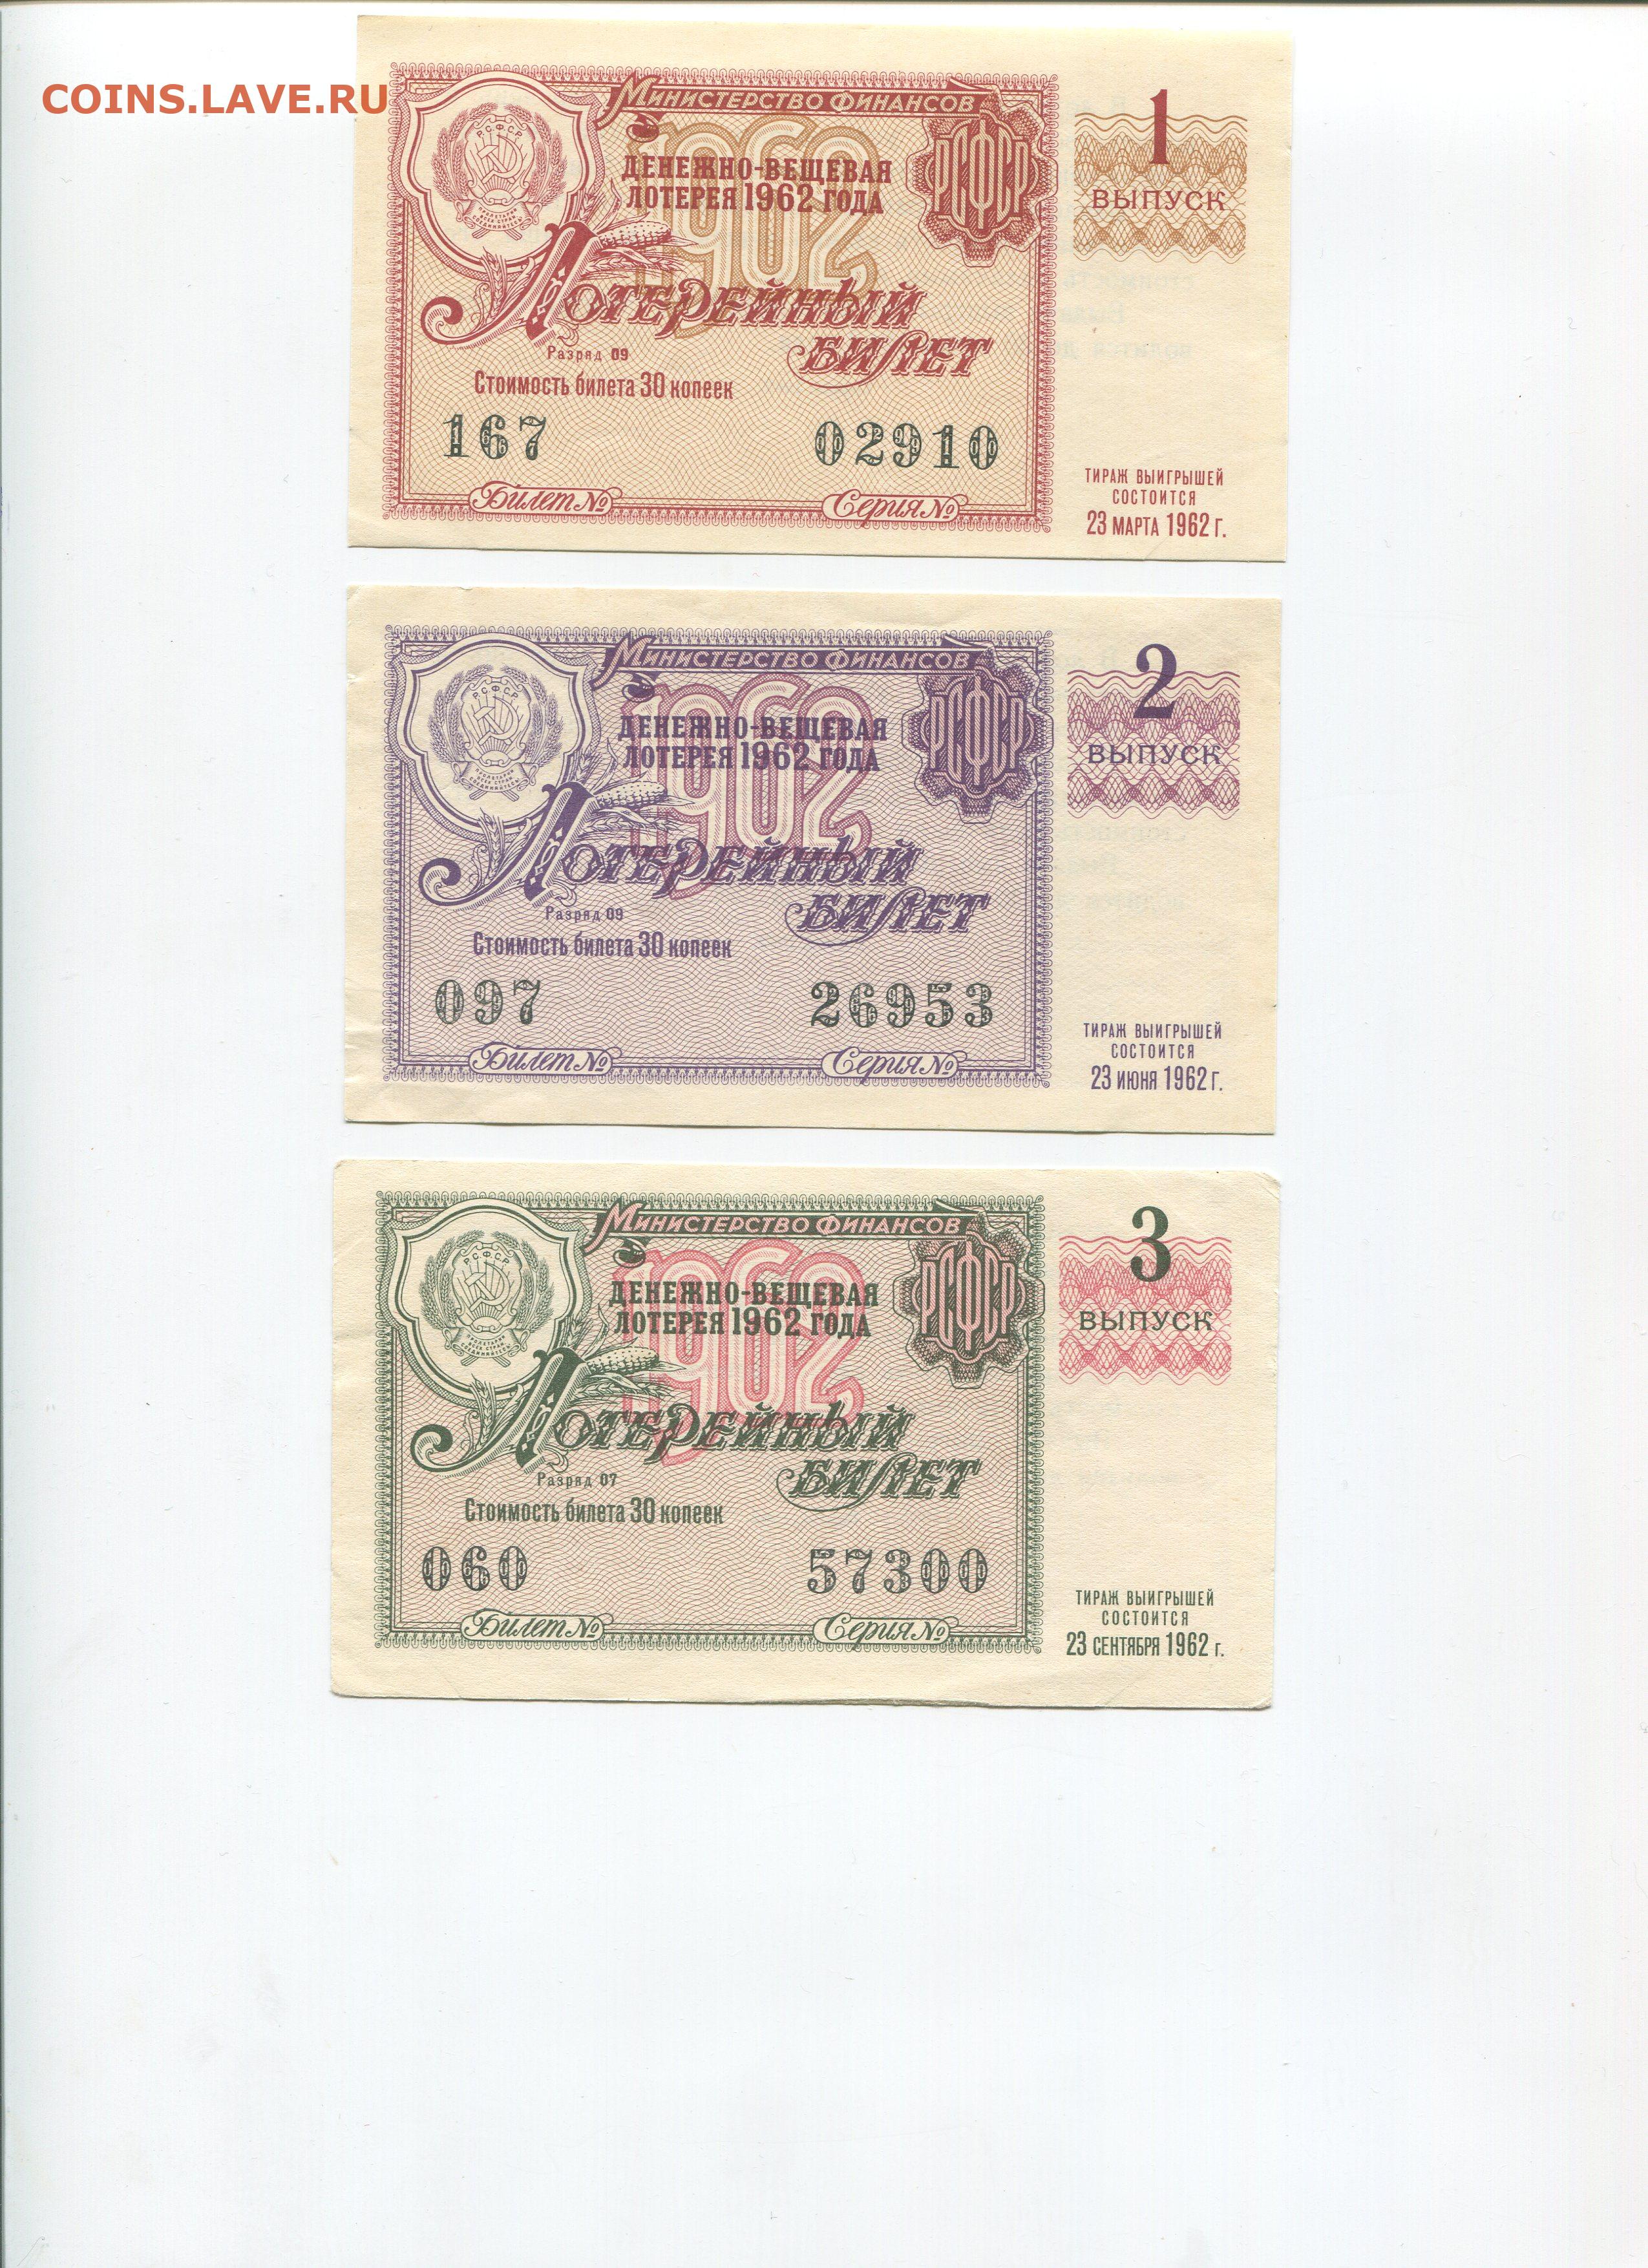 COINS.LAVE.RU
МИНИСТЕРСТВО ФИНАНСОВ
РСФСР
РСФСР
1962
ДЕНЕЖНО-ВЕЩЕВАЯ
ЛОТЕРЕЯ 1962 ГОДА
ЛОТЕРЕЙНЫЙ
БИЛЕТ
Разряд 09
Стоимость билета 30 копеек
167 02910
Билет № Серия №
1
ВЫПУСК
ТИРАЖ ВЫИГРЫШЕЙ
СОСТОИТСЯ
23 МАРТА 1962 Г.
МИНИСТЕРСТВО ФИНАНСОВ
РСФСР
РСФСР
1962
ДЕНЕЖНО-ВЕЩЕВАЯ
ЛОТЕРЕЯ 1962 ГОДА
ЛОТЕРЕЙНЫЙ
БИЛЕТ
Разряд 09
Стоимость билета 30 копеек
097 26953
Билет № Серия №
2
ВЫПУСК
ТИРАЖ ВЫИГРЫШЕЙ
СОСТОИТСЯ
23 ИЮНЯ 1962 Г.
МИНИСТЕРСТВО ФИНАНСОВ
РСФСР
РСФСР
1962
ДЕНЕЖНО-ВЕЩЕВАЯ
ЛОТЕРЕЯ 1962 ГОДА
ЛОТЕРЕЙНЫЙ
БИЛЕТ
Разряд 07
Стоимость билета 30 копеек
060 57300
Билет № Серия №
3
ВЫПУСК
ТИРАЖ ВЫИГРЫШЕЙ
СОСТОИТСЯ
23 СЕНТЯБРЯ 1962 г.